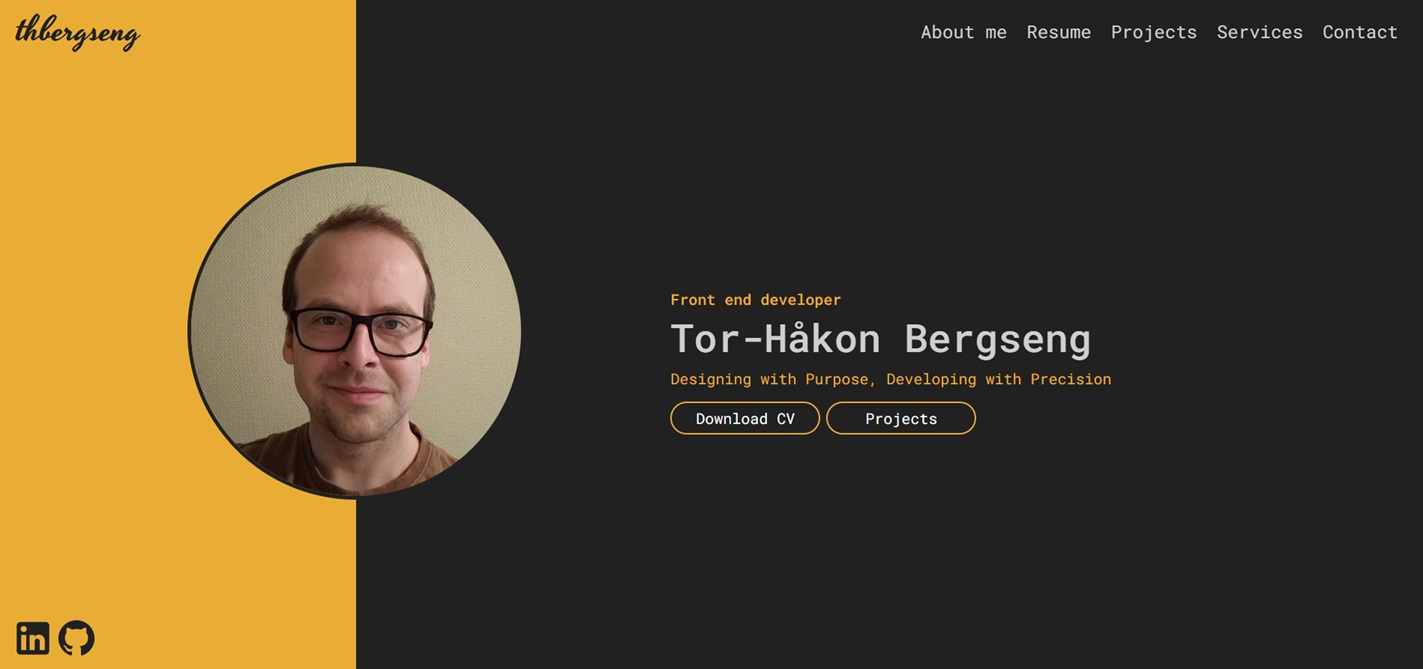 thbergseng
About me Resume Projects Services Contact
Front end developer
Tor-Håkon Bergseng
Designing with Purpose, Developing with Precision
Download CV Projects
in